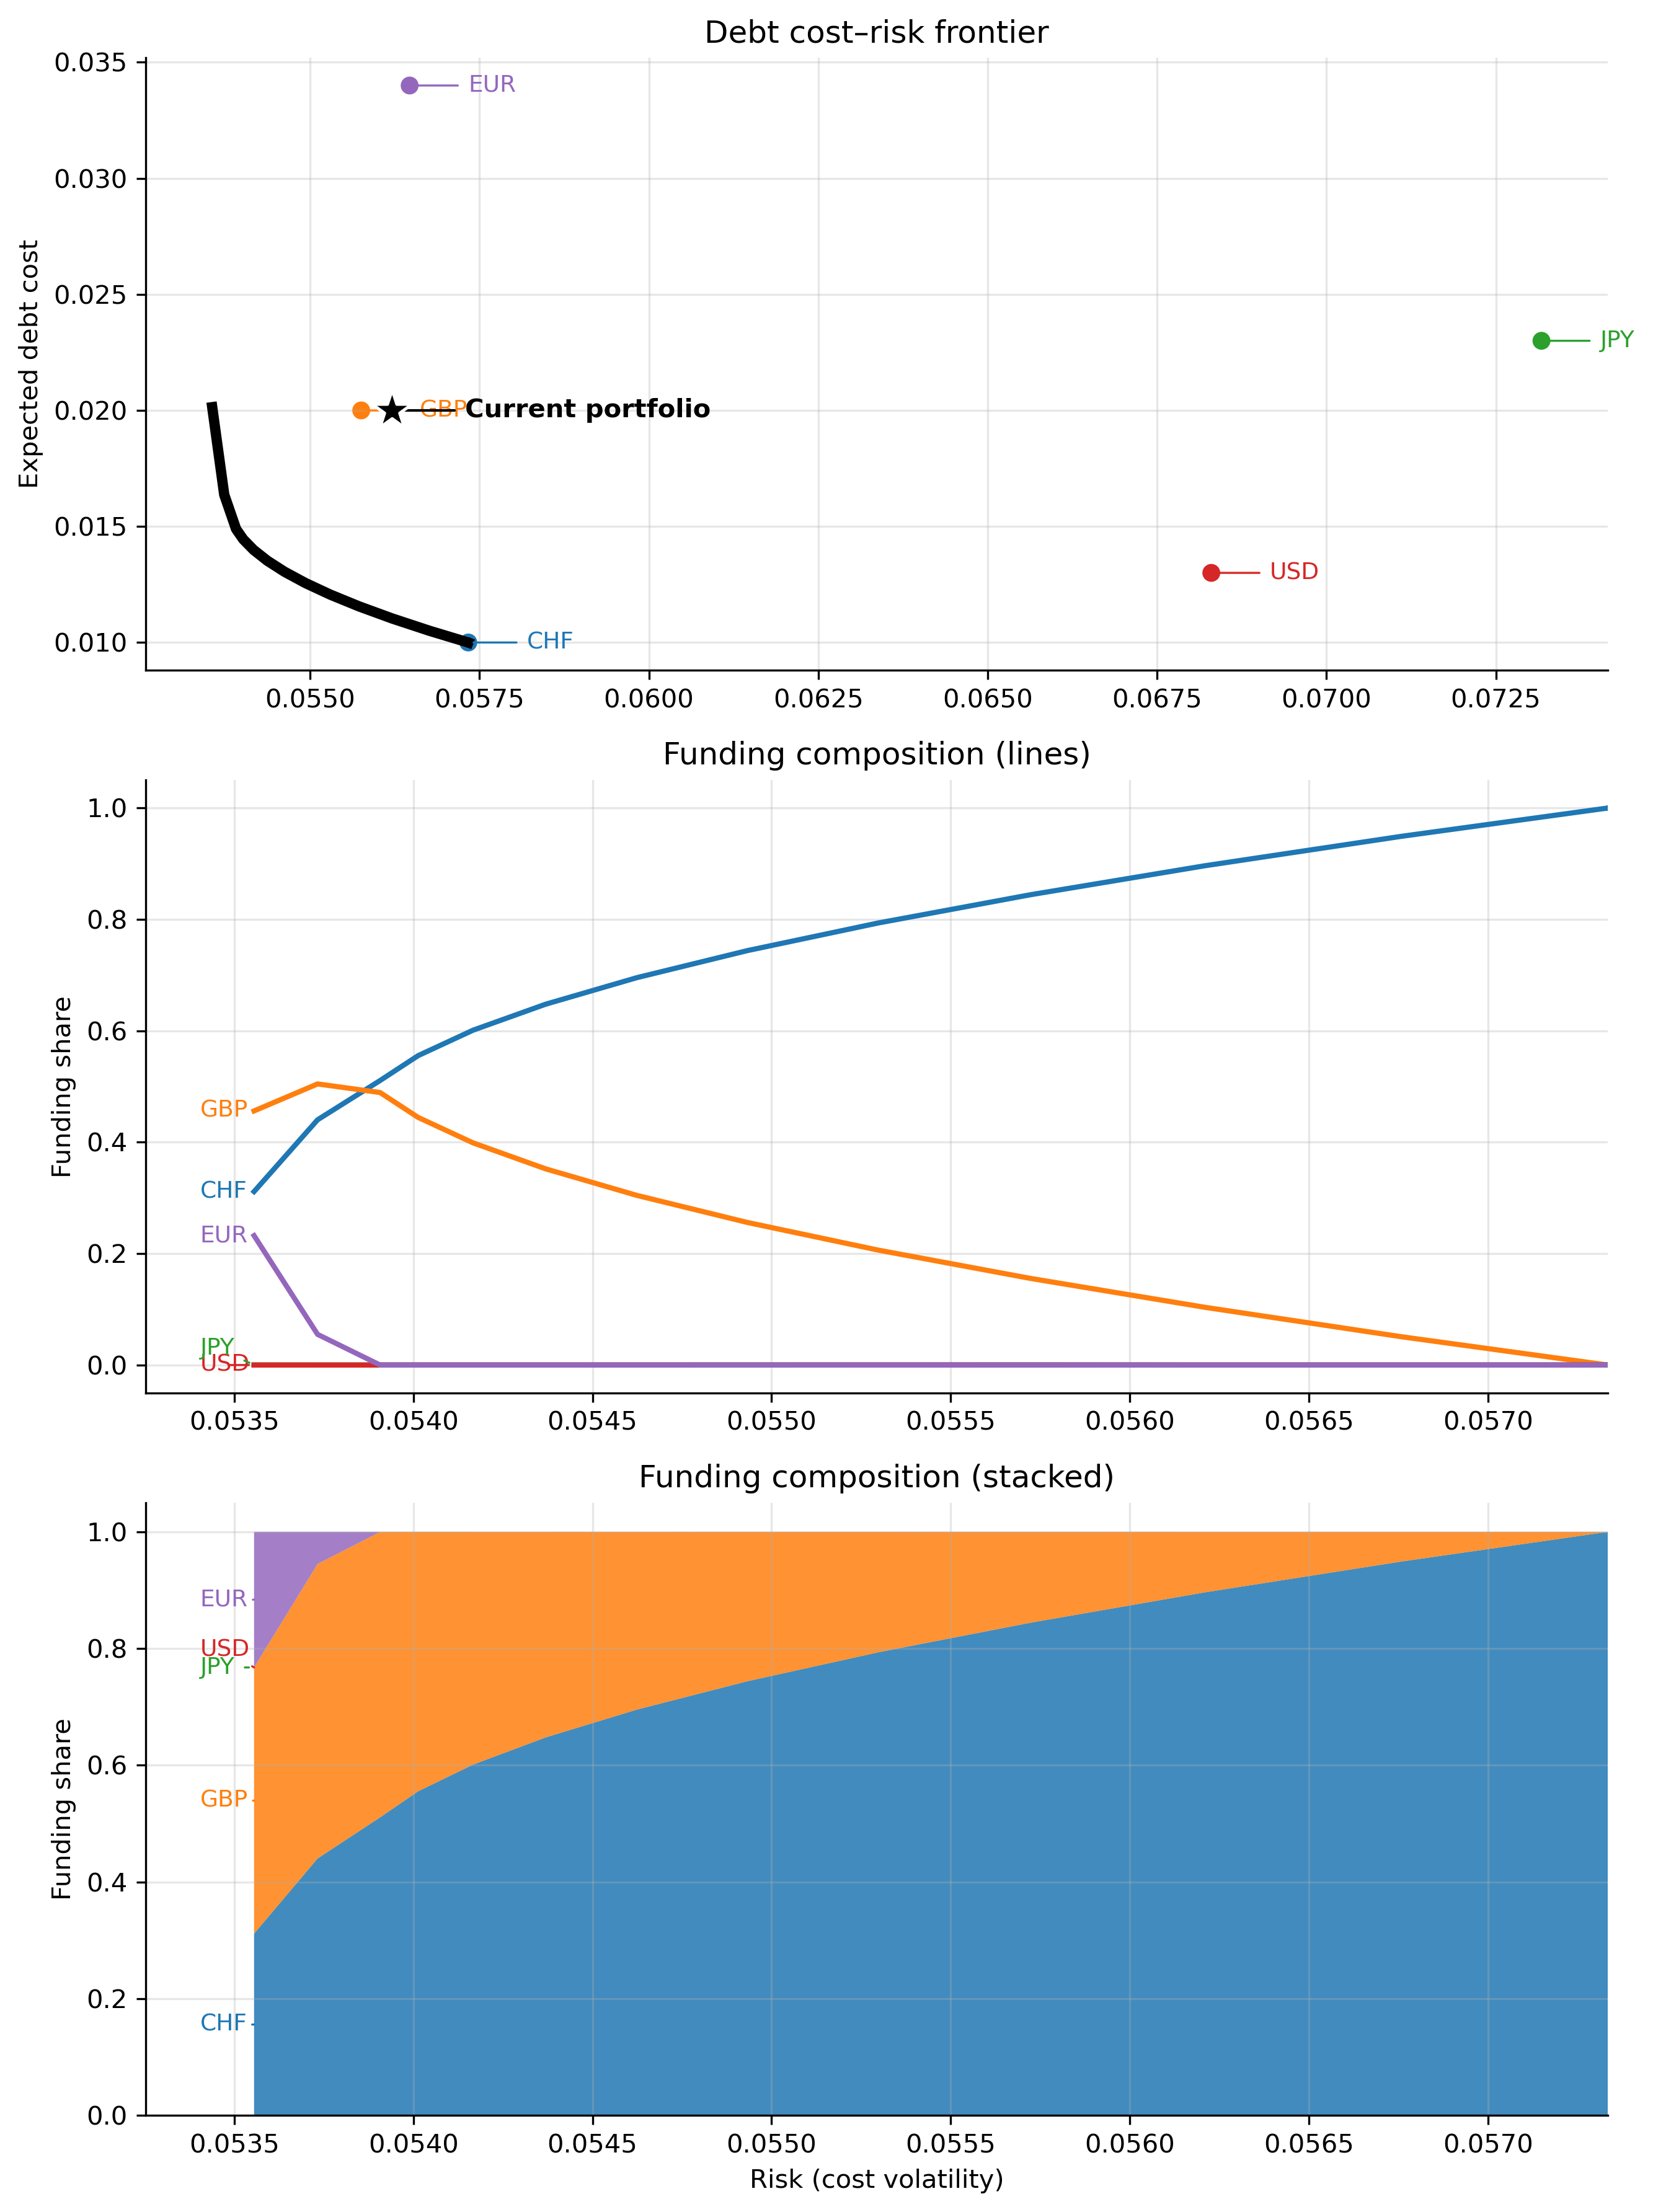 Debt cost–risk frontier
Expected debt cost
0.035
0.030
0.025
0.020
0.015
0.010
EUR
JPY
GBP
Current portfolio
USD
CHF
0.0550 0.0575 0.0600 0.0625 0.0650 0.0675 0.0700 0.0725
Funding composition (lines)
Funding share
1.0
0.8
0.6
0.4
0.2
0.0
GBP
CHF
EUR
JPY
USD
0.0535 0.0540 0.0545 0.0550 0.0555 0.0560 0.0565 0.0570
Funding composition (stacked)
Funding share
1.0
0.8
0.6
0.4
0.2
0.0
EUR
USD
JPY
GBP
CHF
0.0535 0.0540 0.0545 0.0550 0.0555 0.0560 0.0565 0.0570
Risk (cost volatility)